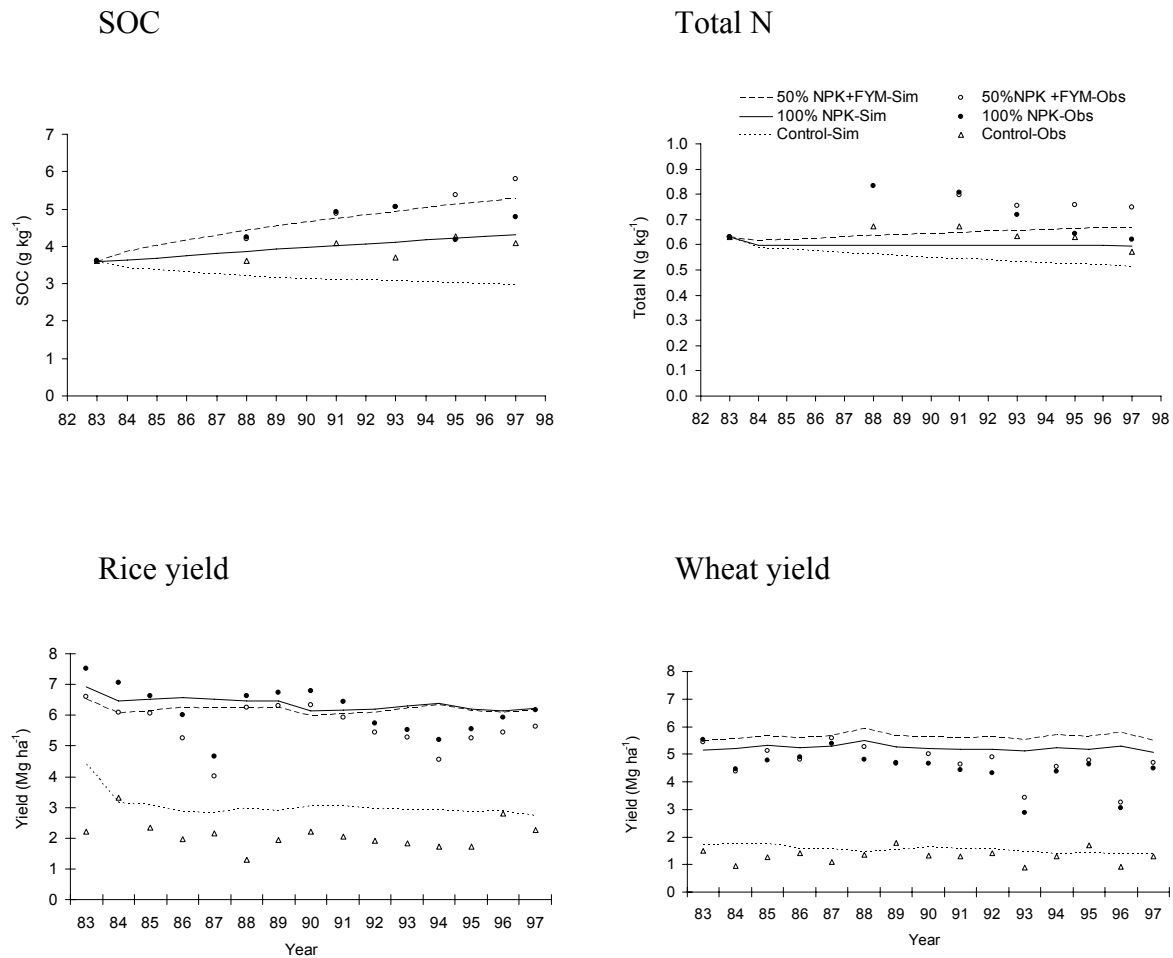 SOC
Total N
50% NPK+FYM-Sim
50%NPK +FYM-Obs
100% NPK-Sim
100% NPK-Obs
Control-Sim
Control-Obs
SOC (g kg⁻¹)
7
6
5
4
3
2
1
0
82 83 84 85 86 87 88 89 90 91 92 93 94 95 96 97 98
Total N (g kg⁻¹)
1.0
0.9
0.8
0.7
0.6
0.5
0.4
0.3
0.2
0.1
0.0
82 83 84 85 86 87 88 89 90 91 92 93 94 95 96 97 98
Rice yield
Wheat yield
Yield (Mg ha⁻¹)
8
7
6
5
4
3
2
1
0
83 84 85 86 87 88 89 90 91 92 93 94 95 96 97
Year
Yield (Mg ha⁻¹)
8
7
6
5
4
3
2
1
0
83 84 85 86 87 88 89 90 91 92 93 94 95 96 97
Year